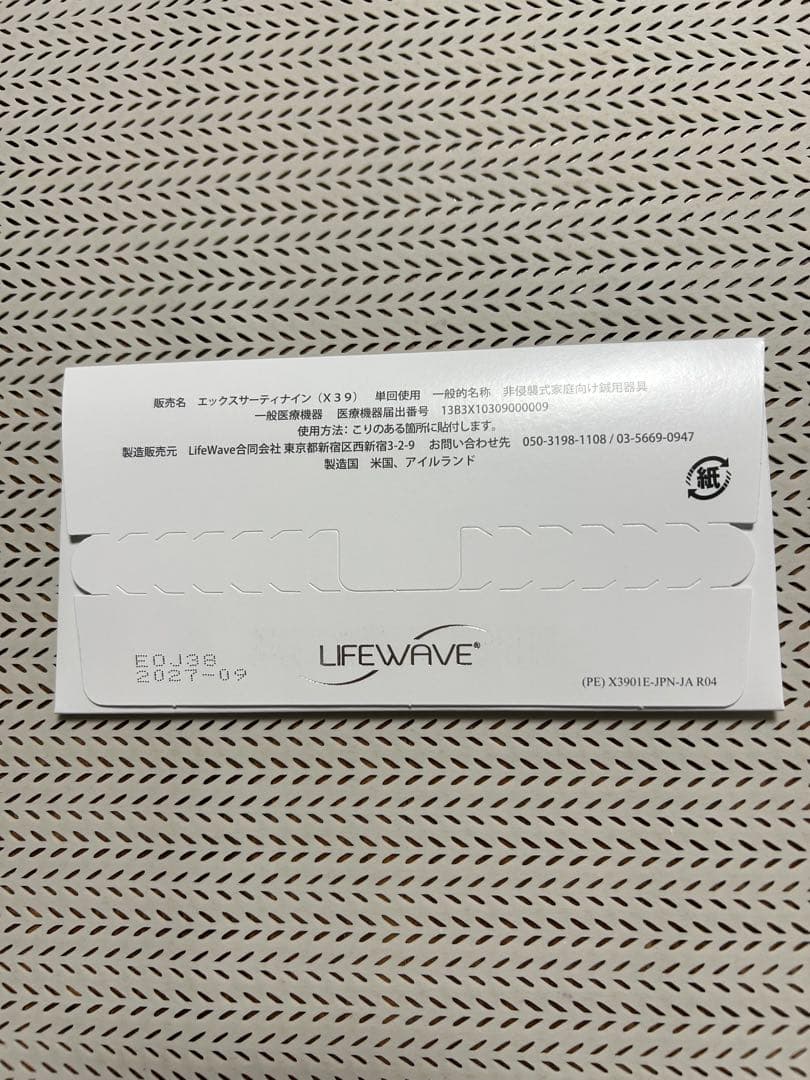 販売名 エックスサーティナイン（X39） 単回使用 一般的名称 非侵襲式家庭向け鍼用器具
一般医療機器 医療機器届出番号 13B3X10309000009
使用方法：こりのある箇所に貼付します。
製造販売元 LifeWave合同会社 東京都新宿区西新宿3-2-9 お問い合わせ先 050-3198-1108 / 03-5669-0947
製造国 米国、アイルランド
紙
LIFEWAVE®
EOJ38
2027-09
(PE) X3901E-JPN-JA R04